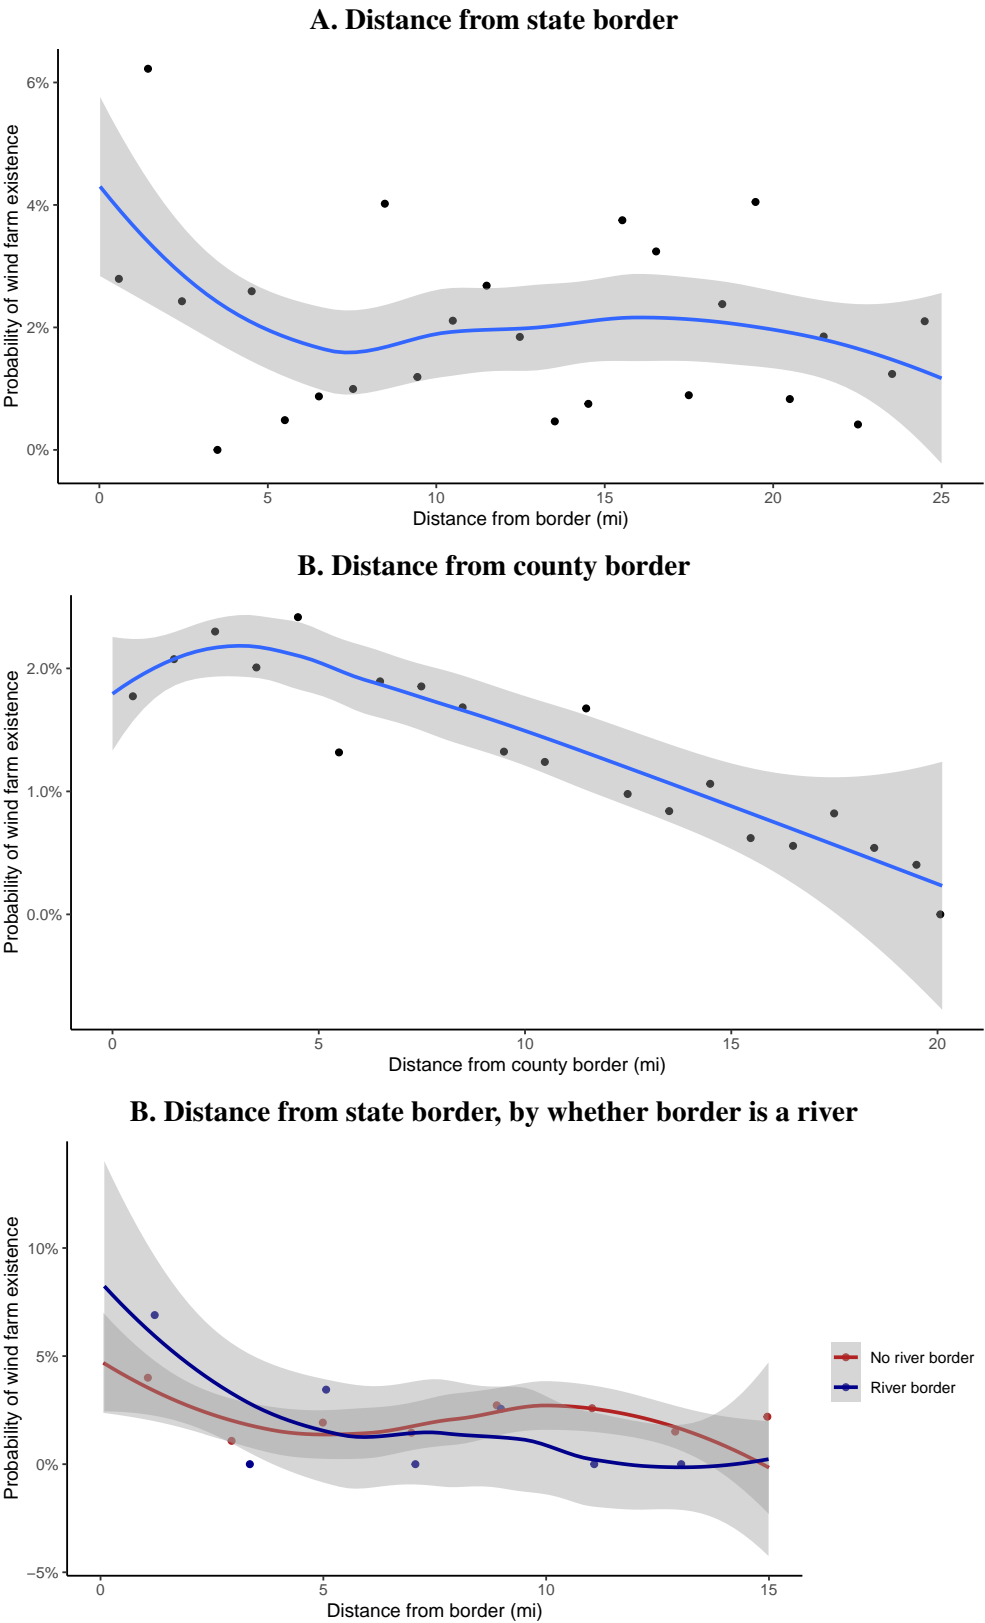 A. Distance from state border
Probability of wind farm existence
6%
4%
2%
0%
0 5 10 15 20 25
Distance from border (mi)
B. Distance from county border
Probability of wind farm existence
2.0%
1.0%
0.0%
0 5 10 15 20
Distance from county border (mi)
B. Distance from state border, by whether border is a river
Probability of wind farm existence
10%
5%
0%
−5%
0 5 10 15
Distance from border (mi)
No river border
River border